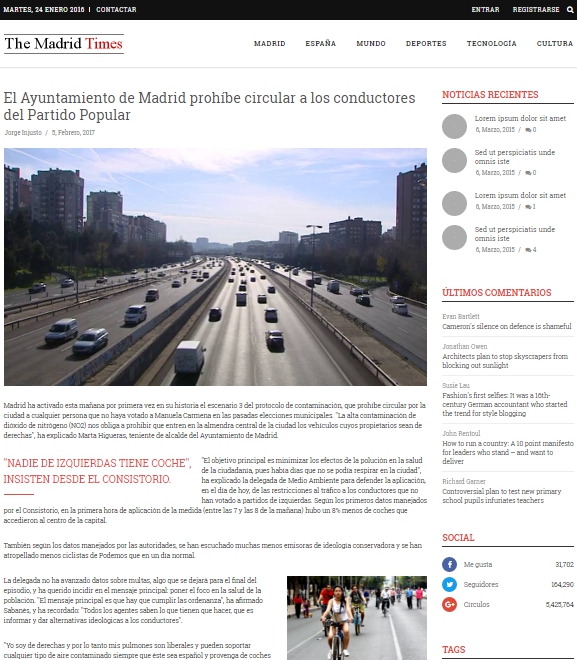 MARTES, 24 ENERO 2016 | CONTACTAR
ENTRAR REGISTRARSE
The Madrid Times
MADRID ESPAÑA MUNDO DEPORTES TECNOLOGÍA CULTURA
El Ayuntamiento de Madrid prohíbe circular a los conductores
del Partido Popular
Jorge Injusto / 5, Febrero, 2017
Madrid ha activado esta mañana por primera vez en su historia el escenario 3 del protocolo de contaminación, que prohíbe circular por la
ciudad a cualquier persona que no haya votado a Manuela Carmena en las pasadas elecciones municipales. "La alta contaminación de
dióxido de nitrógeno (NO2) nos obliga a prohibir que entren en la almendra central de la ciudad los vehículos cuyos propietarios sean de
derechas", ha explicado Marta Higueras, teniente de alcalde del Ayuntamiento de Madrid.
"NADIE DE IZQUIERDAS TIENE COCHE",
INSISTEN DESDE EL CONSISTORIO.
"El objetivo principal es minimizar los efectos de la polución en la salud
de la ciudadanía, pues había días que no se podía respirar en la ciudad",
ha explicado la delegada de Medio Ambiente para defender la aplicación,
en el día de hoy, de las restricciones al tráfico a los conductores que no
han votado a partidos de izquierdas. Según los primeros datos manejados
por el Consistorio, en la primera hora de aplicación de la medida (entre las 7 y las 8 de la mañana) hubo un 8% menos de coches que
accedieron al centro de la capital.
También según los datos manejados por las autoridades, se han escuchado muchas menos emisoras de ideología conservadora y se han
atropellado menos ciclistas de Podemos que en un día normal.
La delegada no ha avanzado datos sobre multas, algo que se dejará para el final del
episodio, y ha querido incidir en el mensaje principal: poner el foco en la salud de la
ciudadanía. "El mensaje principal es que hay que cumplir las ordenanza", ha afirmado
Sabanés, y ha recordado: "Todos los agentes saben lo que tienen que hacer, que es
informar y dar alternativas ideológicas a los conductores".
"Yo soy de derechas y por lo tanto mis pulmones son liberales y pueden soportar
cualquier tipo de aire contaminado siempre que éste sea español y provenga de coches
NOTICIAS RECIENTES
Lorem ipsum dolor sit amet
6, Marzo, 2015 / 0
Sed ut perspiciatis unde
omnis iste
6, Marzo, 2015 / 0
Lorem ipsum dolor sit amet
6, Marzo, 2015 / 1
Sed ut perspiciatis unde
omnis iste
6, Marzo, 2015 / 4
ÚLTIMOS COMENTARIOS
Evan Bartlett
Cameron's silence on defence is shameful
Jonathan Owen
Architects plan to stop skyscrapers from
blocking out sunlight
Susie Lau
Fashion's first selfies: It was a 16th-
century German accountant who started
the trend for style blogging
John Rentoul
How to run a country: A 10 point manifesto
for leaders who stand – and want to
deliver
Richard Garner
Controversial plan to test new primary
school pupils infuriates teachers
SOCIAL
Me gusta 31,702
Seguidores 164,290
Círculos 5,425,764
TAGS